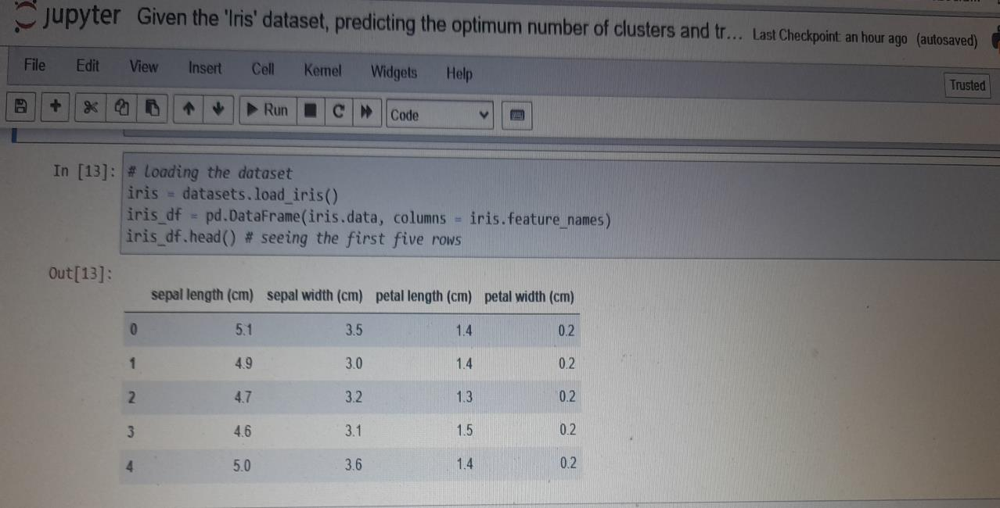 jupyter Given the 'Iris' dataset, predicting the optimum number of clusters and tr... Last Checkpoint: an hour ago (autosaved)
File Edit View Insert Cell Kernel Widgets Help
Trusted
Run Code
In [13]: # Loading the dataset
iris = datasets.load_iris()
iris_df = pd.DataFrame(iris.data, columns = iris.feature_names)
iris_df.head() # seeing the first five rows
Out[13]:
sepal length (cm) sepal width (cm) petal length (cm) petal width (cm)
0 5.1 3.5 1.4 0.2
1 4.9 3.0 1.4 0.2
2 4.7 3.2 1.3 0.2
3 4.6 3.1 1.5 0.2
4 5.0 3.6 1.4 0.2